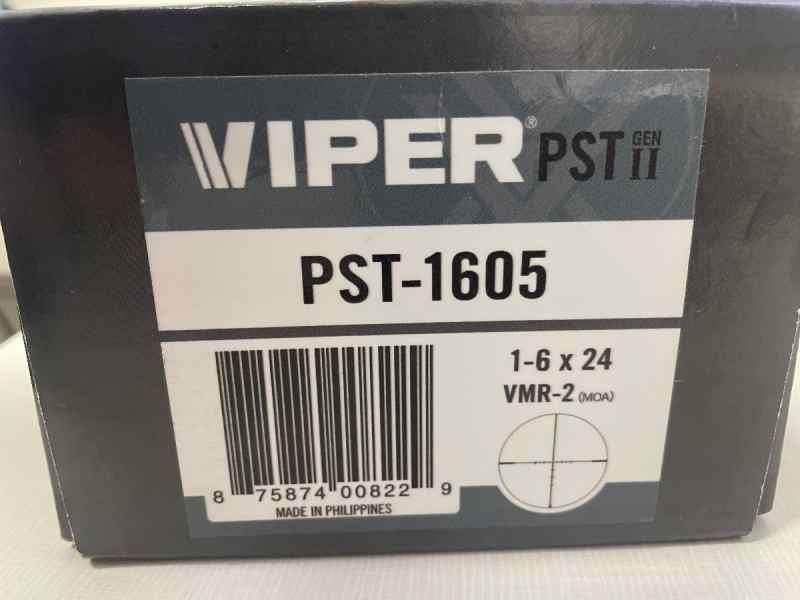 VIPER® PST GEN II
PST-1605
1-6 x 24
VMR-2 (MOA)
8 75874 00822 9
MADE IN PHILIPPINES